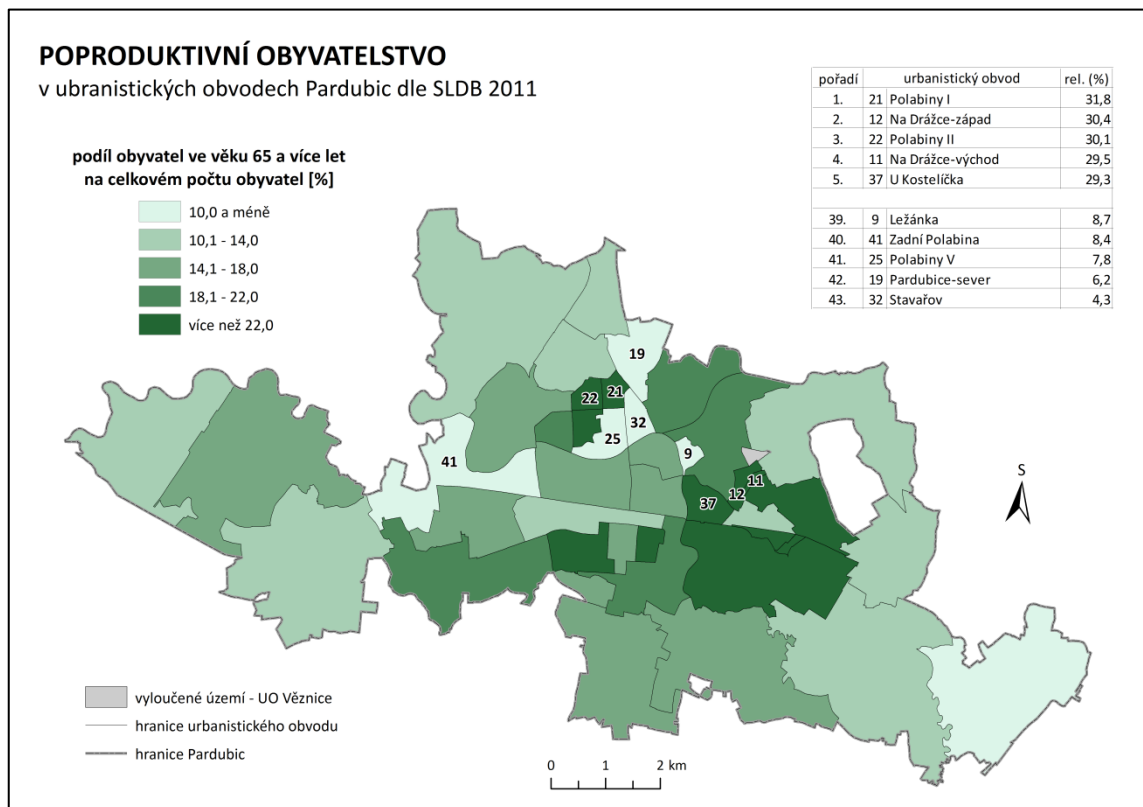 POPRODUKTIVNÍ OBYVATELSTVO
v ubranistických obvodech Pardubic dle SLDB 2011
pořadí urbanistický obvod rel. (%)
1. 21 Polabiny I 31,8
2. 12 Na Drážce-západ 30,4
3. 22 Polabiny II 30,1
4. 11 Na Drážce-východ 29,5
5. 37 U Kostelíčka 29,3
39. 9 Ležánka 8,7
40. 41 Zadní Polabina 8,4
41. 25 Polabiny V 7,8
42. 19 Pardubice-sever 6,2
43. 32 Stavařov 4,3
podíl obyvatel ve věku 65 a více let
na celkovém počtu obyvatel [%]
10,0 a méně
10,1 - 14,0
14,1 - 18,0
18,1 - 22,0
více než 22,0
19
21
22
32
25
9
41
11
12
37
S
vyloučené území - UO Věznice
hranice urbanistického obvodu
hranice Pardubic
0 1 2 km